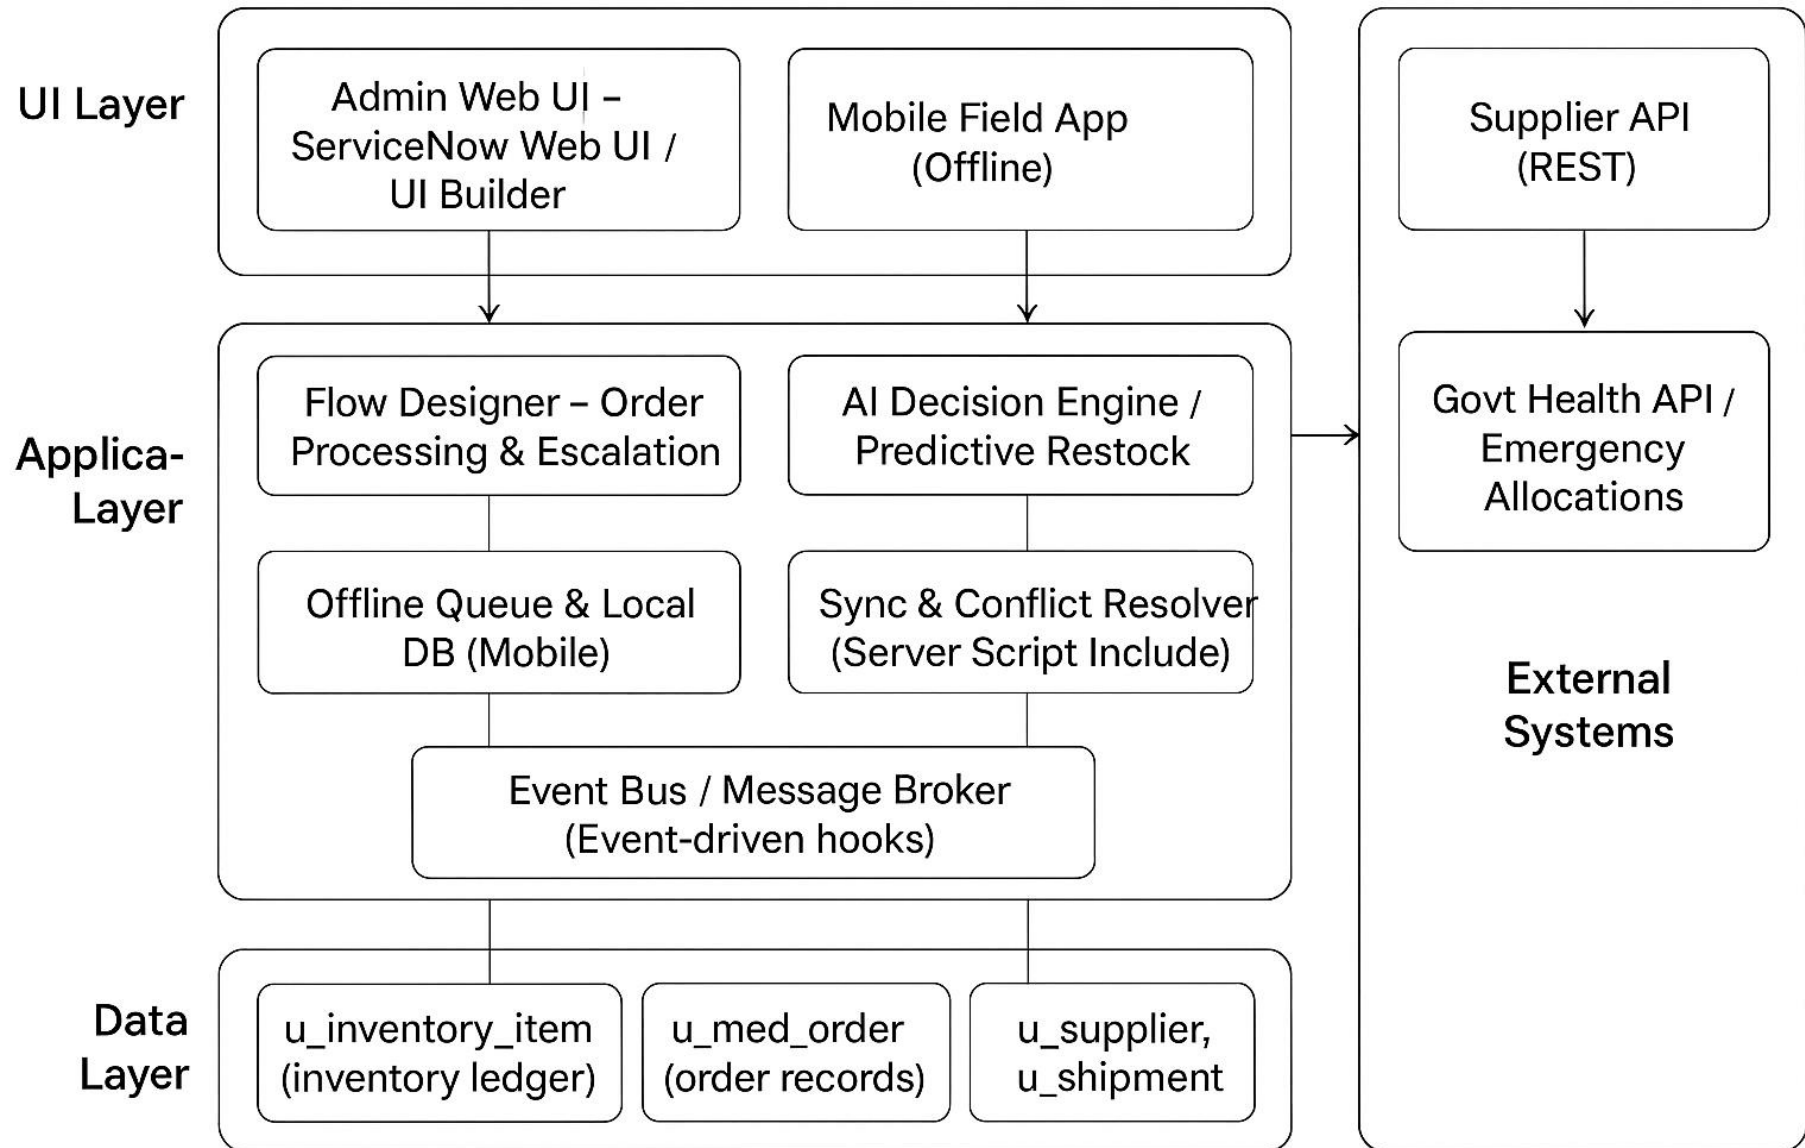 UI Layer
Admin Web UI –
ServiceNow Web UI /
UI Builder
Mobile Field App
(Offline)
Supplier API
(REST)
Applica-
Layer
Flow Designer – Order
Processing & Escalation
AI Decision Engine /
Predictive Restock
Govt Health API /
Emergency
Allocations
Offline Queue & Local
DB (Mobile)
Sync & Conflict Resolver
(Server Script Include)
External
Systems
Event Bus / Message Broker
(Event-driven hooks)
Data
Layer
u_inventory_item
(inventory ledger)
u_med_order
(order records)
u_supplier,
u_shipment